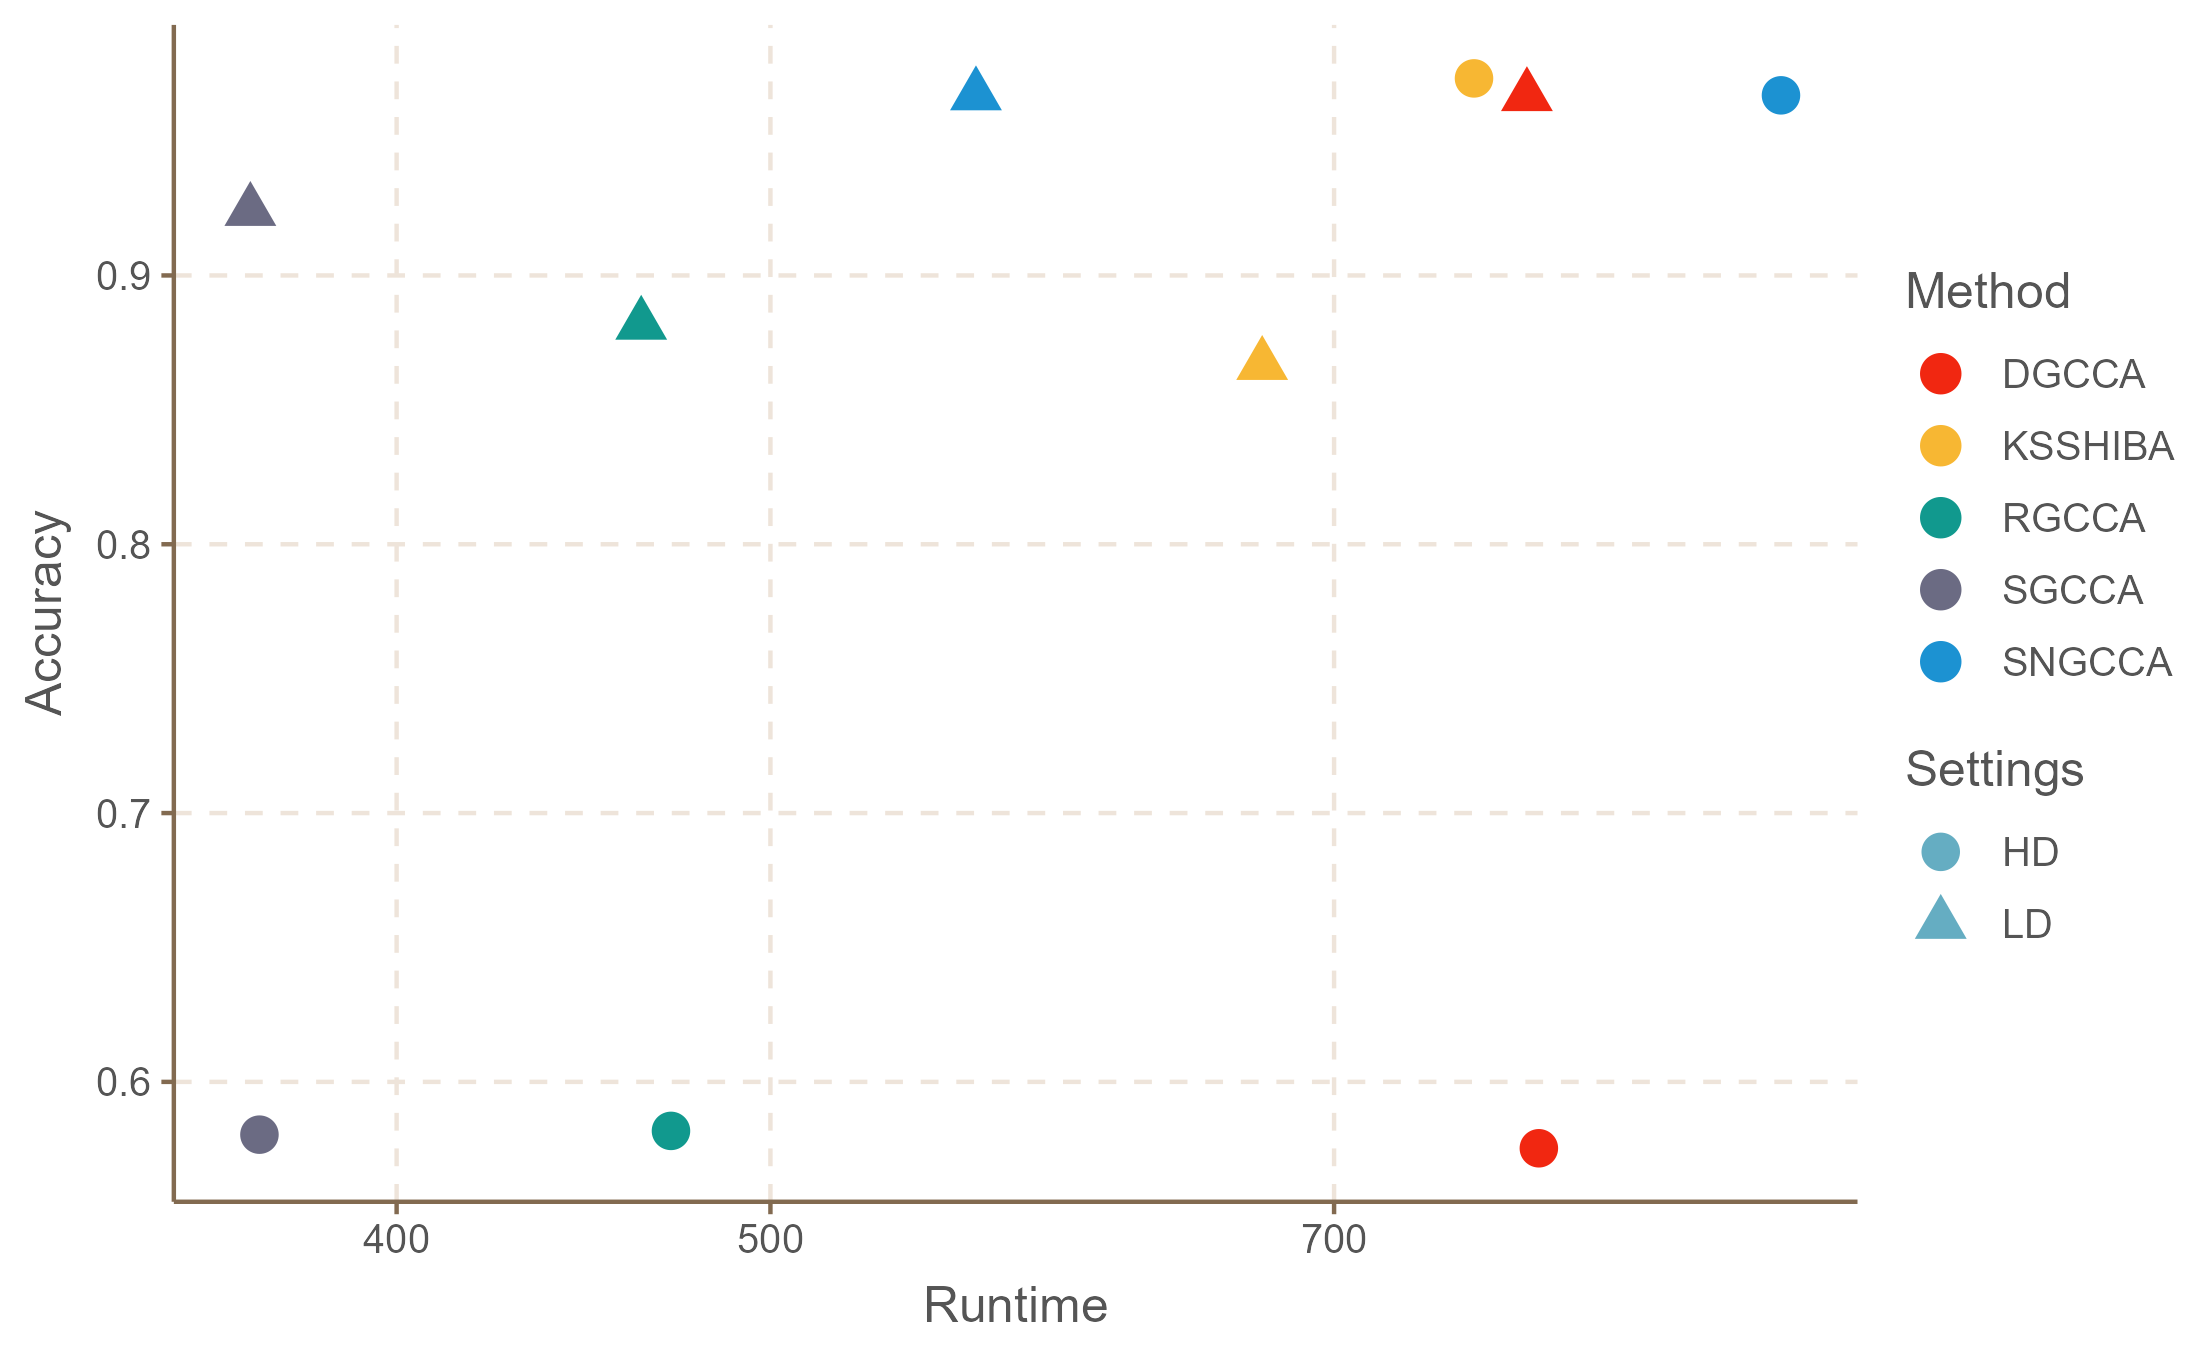 0.9
0.8
0.7
0.6
Accuracy
400
500
700
Runtime
Method
DGCCA
KSSHIBA
RGCCA
SGCCA
SNGCCA
Settings
HD
LD